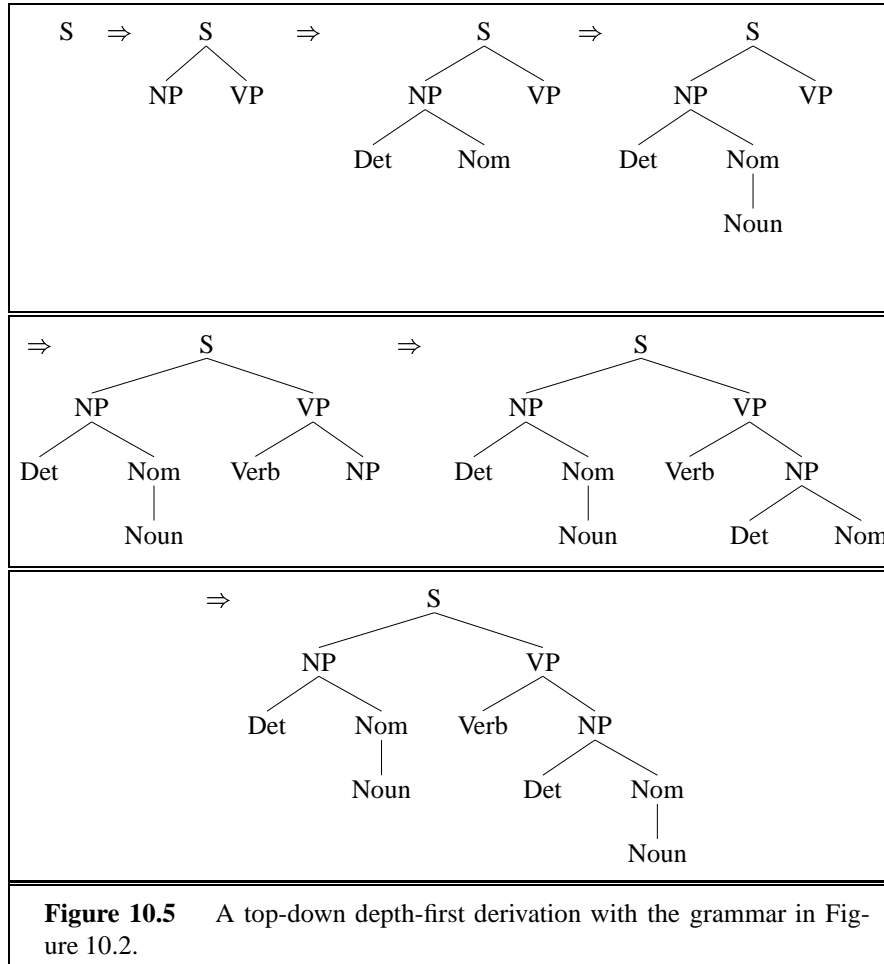 S ⇒ S ⇒ S ⇒ S
NP VP NP VP NP VP
Det Nom Det Nom
Noun
⇒ S ⇒ S
NP VP NP VP
Det Nom Verb NP Det Nom Verb NP
Noun Noun Det Nom
⇒ S
NP VP
Det Nom Verb NP
Noun Det Nom
Noun
Figure 10.5 A top-down depth-first derivation with the grammar in Fig-
ure 10.2.